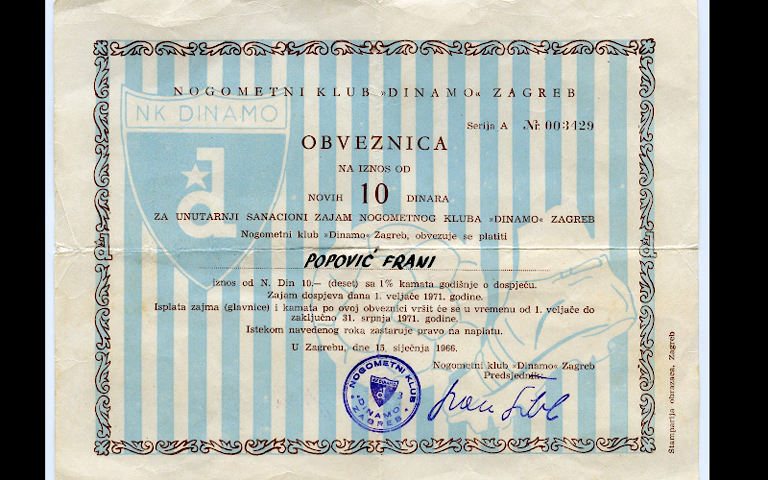 NOGOMETNI KLUB »DINAMO« ZAGREB
NK DINAMO
Serija A № 003429
OBVEZNICA
NA IZNOS OD
NOVIH 10 DINARA
ZA UNUTARNJI SANACIONI ZAJAM NOGOMETNOG KLUBA »DINAMO« ZAGREB
Nogometni klub »Dinamo« Zagreb, obvezuje se platiti
POPOVIĆ FRANI
iznos od N. Din 10.— (deset) sa 1% kamata godišnje o dospjeću.
Zajam dospjeva dana 1. veljače 1971. godine.
Isplata zajma (glavnice) i kamata po ovoj obveznici vršit će se u vremenu od 1. veljače do
zaključno 31. srpnja 1971. godine.
Istekom navedenog roka zastaruje pravo na naplatu.
U Zagrebu, dne 15. siječnja 1966.
Nogometni klub »Dinamo« Zagreb
Predsjednik:
NOGOMETNI KLUB
DINAMO
ZAGREB
Stamparija obrazaca, Zagreb